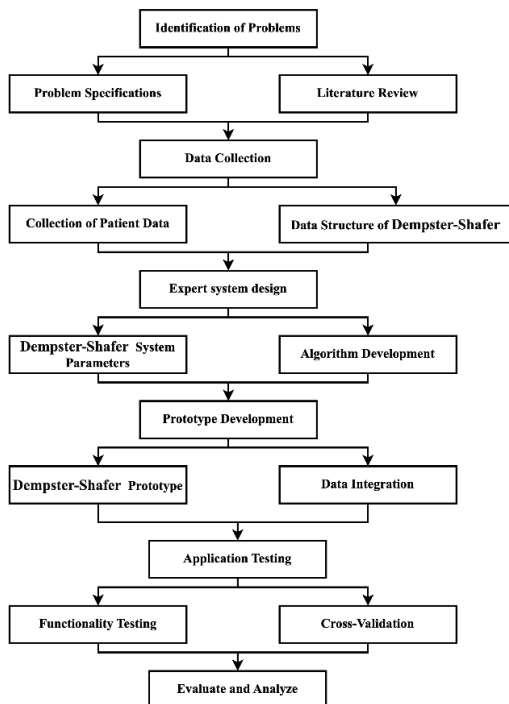 Identification of Problems
Problem Specifications
Literature Review
Data Collection
Collection of Patient Data
Data Structure of Dempster-Shafer
Expert system design
Dempster-Shafer System
Parameters
Algorithm Development
Prototype Development
Dempster-Shafer Prototype
Data Integration
Application Testing
Functionality Testing
Cross-Validation
Evaluate and Analyze